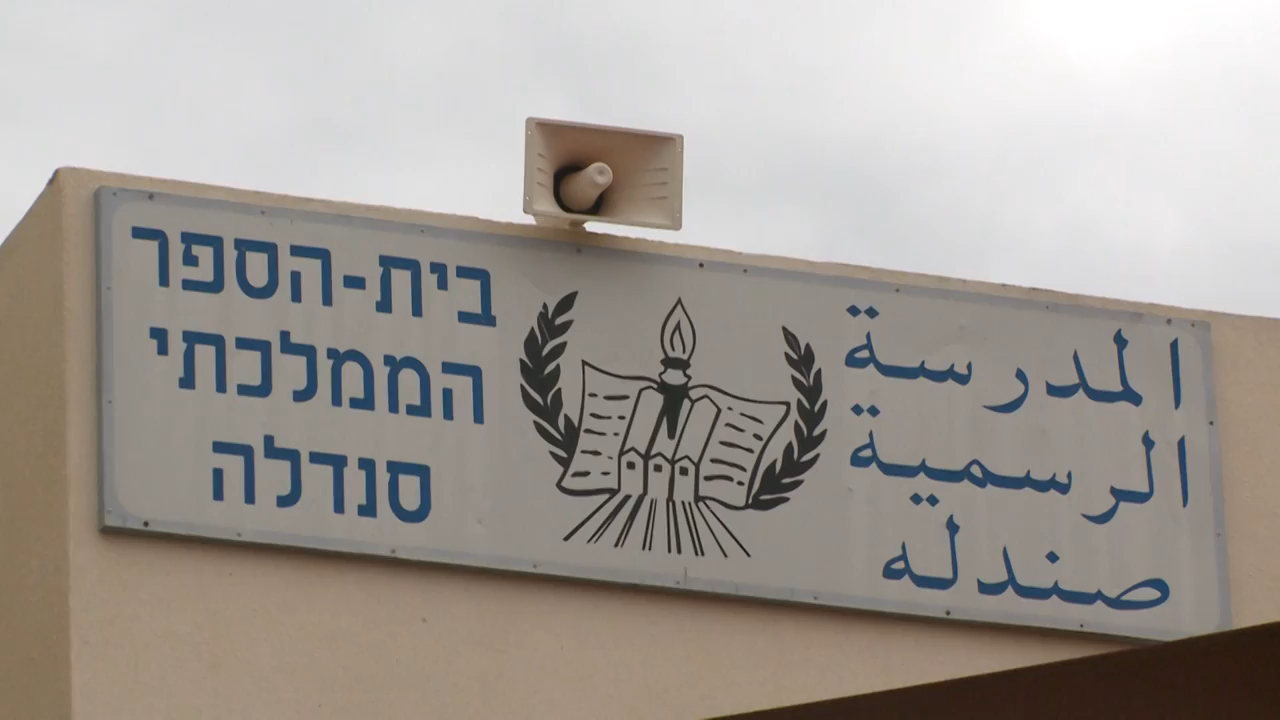 בית-הספר
הממלכתי
סנדלה
المدرسة
الرسمية
صندله